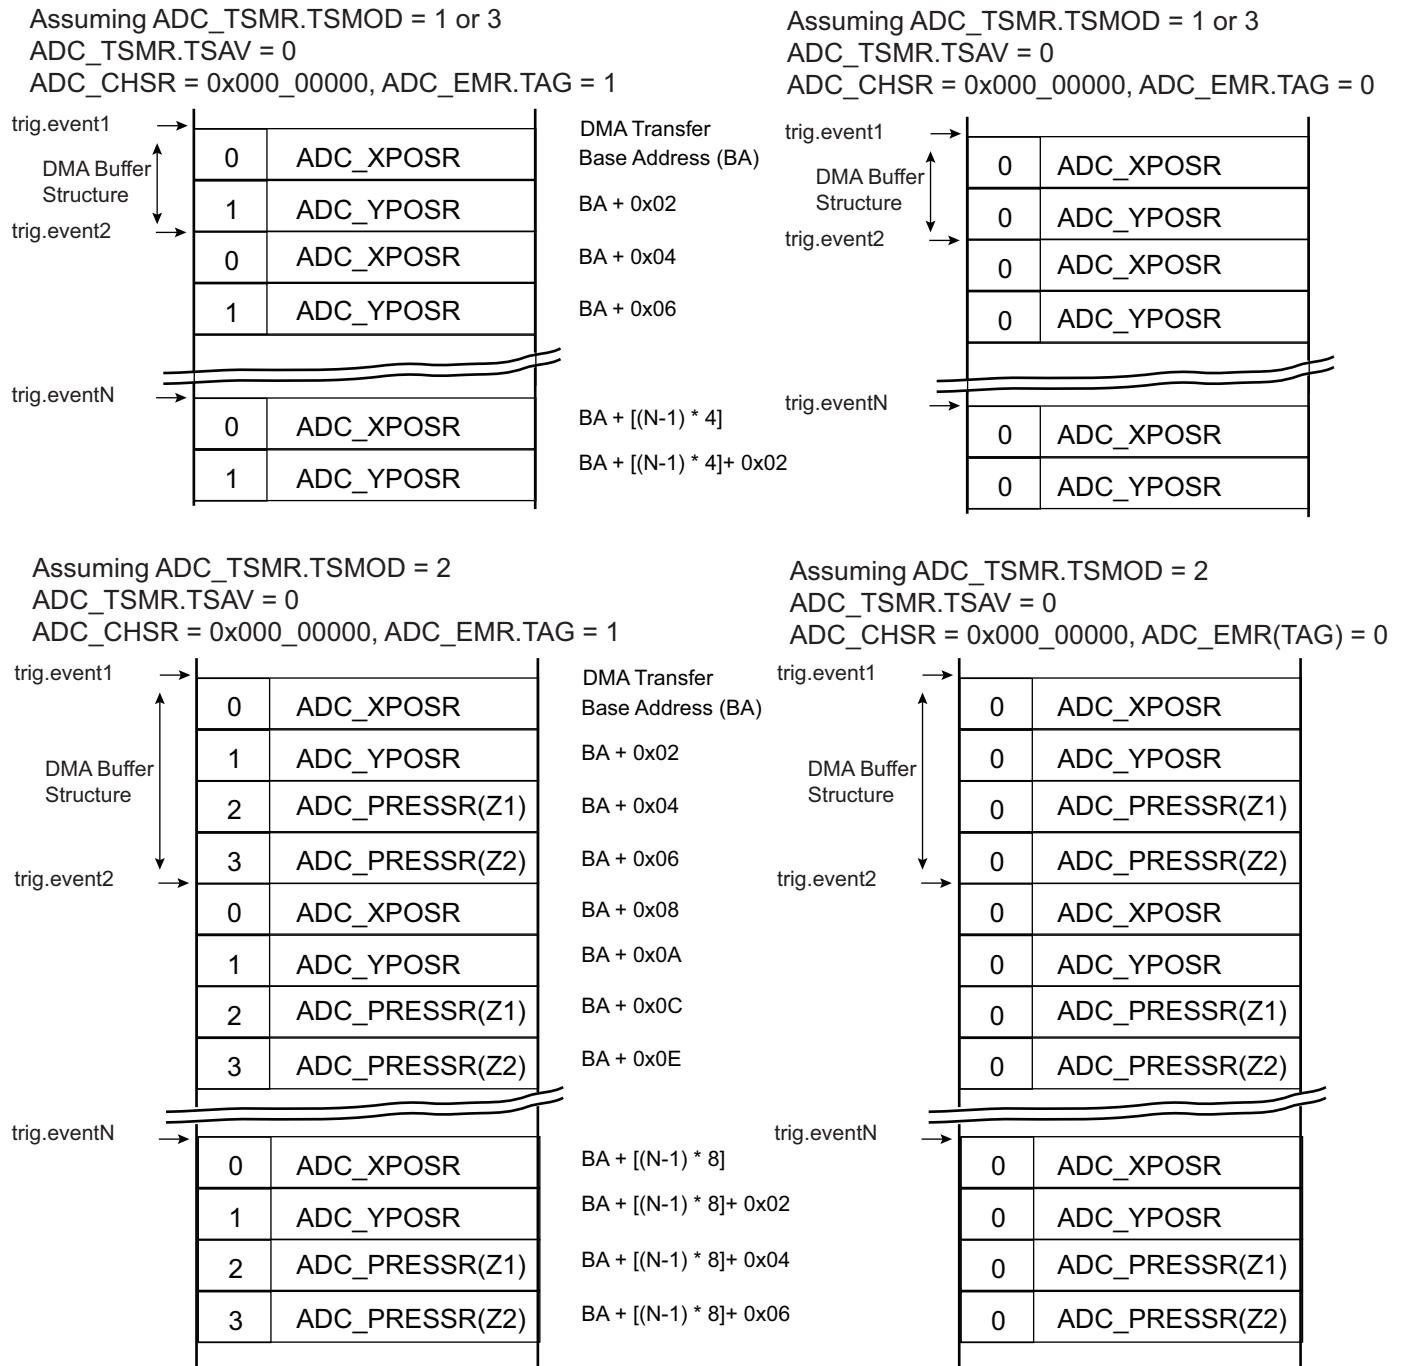 Assuming ADC_TSMR.TSMOD = 1 or 3
ADC_TSMR.TSAV = 0
ADC_CHSR = 0x000_00000, ADC_EMR.TAG = 1
trig.event1
DMA Transfer
0 ADC_XPOSR Base Address (BA)
DMA Buffer
Structure
1 ADC_YPOSR BA + 0x02
trig.event2
0 ADC_XPOSR BA + 0x04
1 ADC_YPOSR BA + 0x06
trig.eventN
0 ADC_XPOSR BA + [(N-1) * 4]
1 ADC_YPOSR BA + [(N-1) * 4]+ 0x02
Assuming ADC_TSMR.TSMOD = 1 or 3
ADC_TSMR.TSAV = 0
ADC_CHSR = 0x000_00000, ADC_EMR.TAG = 0
trig.event1
0 ADC_XPOSR
DMA Buffer
Structure
0 ADC_YPOSR
trig.event2
0 ADC_XPOSR
0 ADC_YPOSR
trig.eventN
0 ADC_XPOSR
0 ADC_YPOSR
Assuming ADC_TSMR.TSMOD = 2
ADC_TSMR.TSAV = 0
ADC_CHSR = 0x000_00000, ADC_EMR.TAG = 1
trig.event1
DMA Transfer
0 ADC_XPOSR Base Address (BA)
1 ADC_YPOSR BA + 0x02
DMA Buffer
Structure
2 ADC_PRESSR(Z1) BA + 0x04
3 ADC_PRESSR(Z2) BA + 0x06
trig.event2
0 ADC_XPOSR BA + 0x08
1 ADC_YPOSR BA + 0x0A
2 ADC_PRESSR(Z1) BA + 0x0C
3 ADC_PRESSR(Z2) BA + 0x0E
trig.eventN
0 ADC_XPOSR BA + [(N-1) * 8]
1 ADC_YPOSR BA + [(N-1) * 8]+ 0x02
2 ADC_PRESSR(Z1) BA + [(N-1) * 8]+ 0x04
3 ADC_PRESSR(Z2) BA + [(N-1) * 8]+ 0x06
Assuming ADC_TSMR.TSMOD = 2
ADC_TSMR.TSAV = 0
ADC_CHSR = 0x000_00000, ADC_EMR(TAG) = 0
trig.event1
0 ADC_XPOSR
0 ADC_YPOSR
DMA Buffer
Structure
0 ADC_PRESSR(Z1)
0 ADC_PRESSR(Z2)
trig.event2
0 ADC_XPOSR
0 ADC_YPOSR
0 ADC_PRESSR(Z1)
0 ADC_PRESSR(Z2)
trig.eventN
0 ADC_XPOSR
0 ADC_YPOSR
0 ADC_PRESSR(Z1)
0 ADC_PRESSR(Z2)